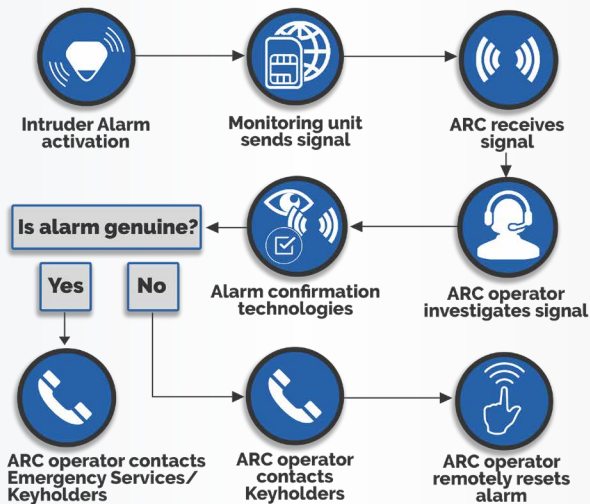 Intruder Alarm
activation
Monitoring unit
sends signal
ARC receives
signal
Is alarm genuine?
Yes
No
Alarm confirmation
technologies
ARC operator
investigates signal
ARC operator contacts
Emergency Services/
Keyholders
ARC operator
contacts
Keyholders
ARC operator
remotely resets
alarm